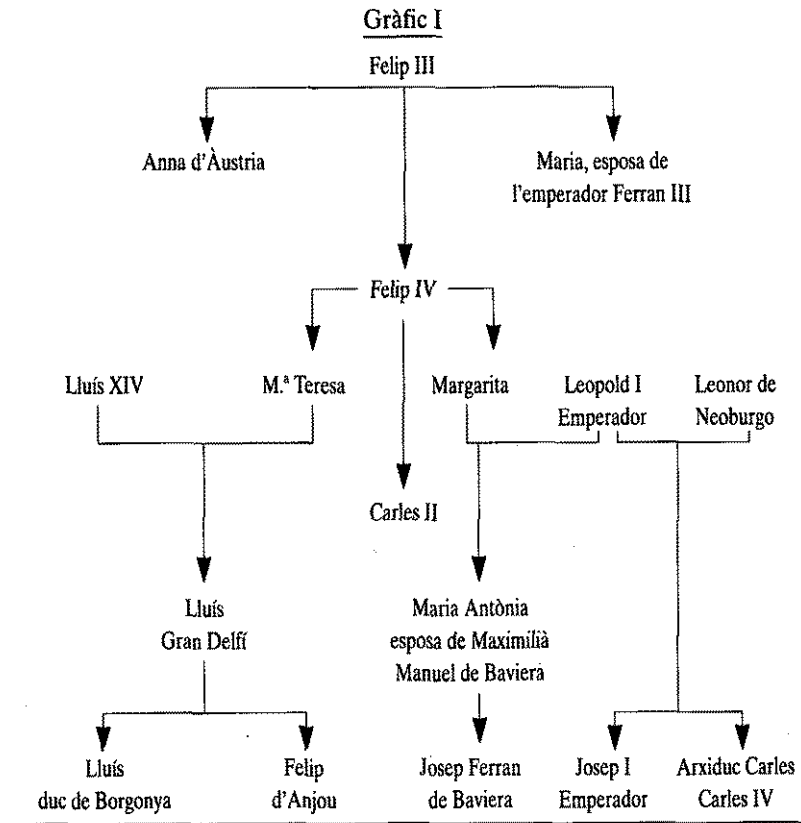 Gràfic I
Felip III
Anna d'Àustria
Maria, esposa de
l'emperador Ferran III
Felip IV
Lluís XIV
M.ª Teresa
Margarita
Leopold I
Emperador
Leonor de
Neoburgo
Carles II
Lluís
Gran Delfí
Maria Antònia
esposa de Maximilià
Manuel de Baviera
Lluís
duc de Borgonya
Felip
d'Anjou
Josep Ferran
de Baviera
Josep I
Emperador
Arxiduc Carles
Carles IV